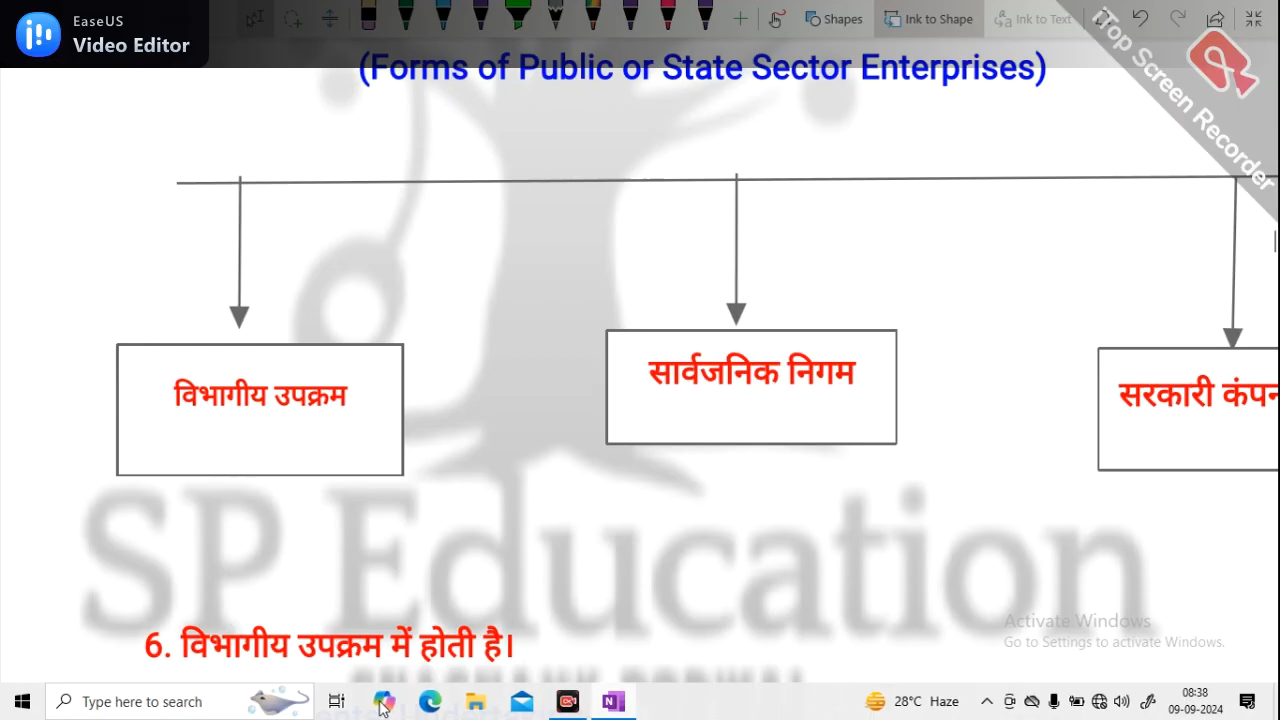 EaseUS
Video Editor
Shapes
Ink to Shape
Ink to Text
iTop Screen Recorder
(Forms of Public or State Sector Enterprises)
विभागीय उपक्रम
सार्वजनिक निगम
सरकारी
SP Education
6. विभागीय उपक्रम में होती है।
Activate Windows
Go to Settings to activate Windows.
Type here to search
28°C Haze
08:38
09-09-2024